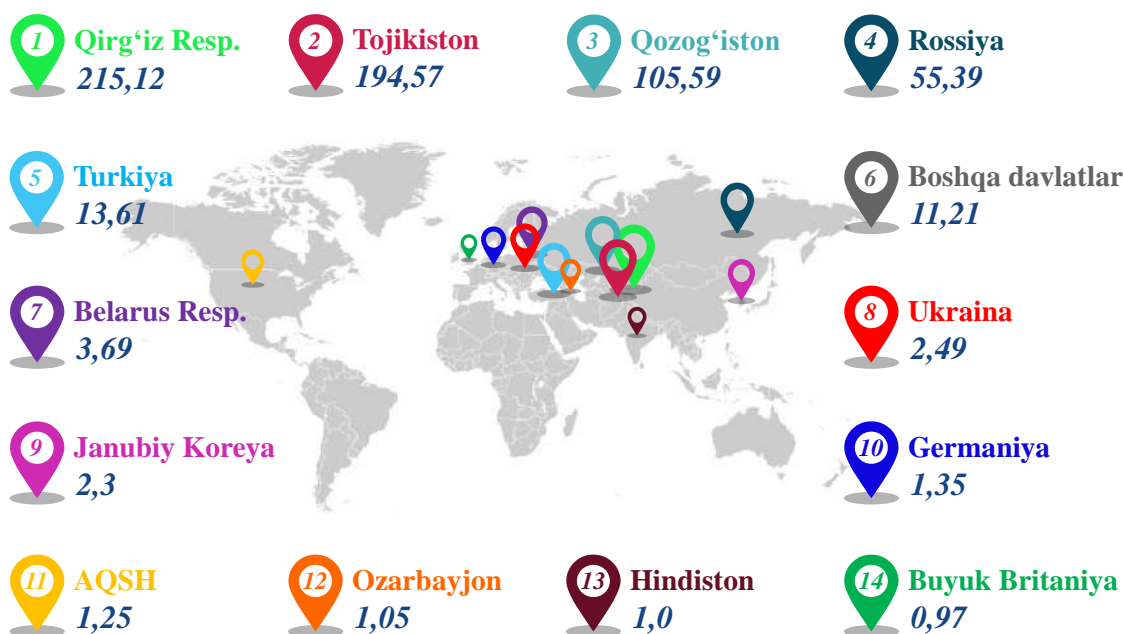 1 Qirg‘iz Resp.
215,12
2 Tojikiston
194,57
3 Qozog‘iston
105,59
4 Rossiya
55,39
5 Turkiya
13,61
6 Boshqa davlatlar
11,21
7 Belarus Resp.
3,69
8 Ukraina
2,49
9 Janubiy Koreya
2,3
10 Germaniya
1,35
11 AQSH
1,25
12 Ozarbayjon
1,05
13 Hindiston
1,0
14 Buyuk Britaniya
0,97